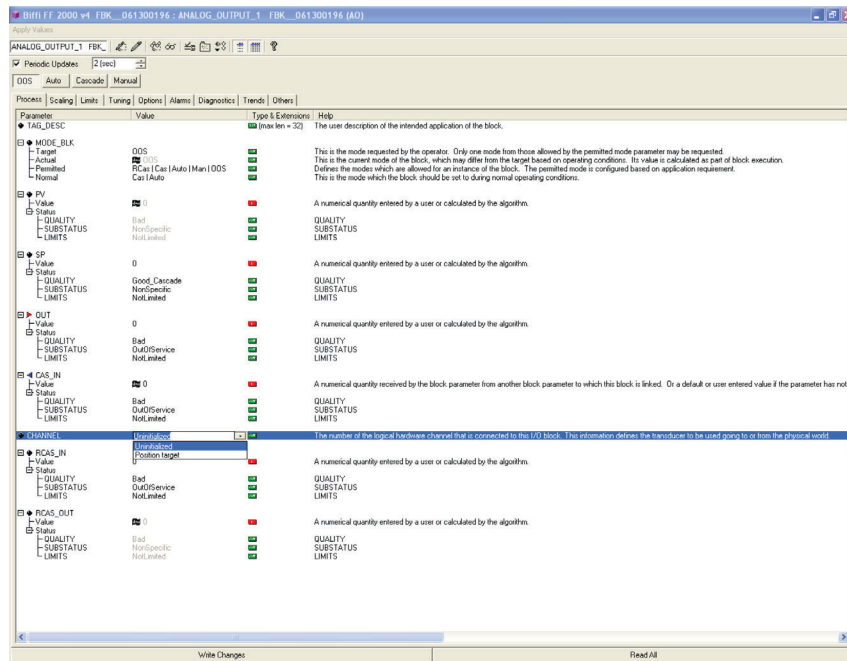 Biffi FF 2000 v4 FBK__061300196 : ANALOG_OUTPUT_1 FBK__061300196 (AO)
Apply Values
ANALOG_OUTPUT_1 FBK_
Periodic Updates 2 (sec)
OOS Auto Cascade Manual
Process Scaling Limits Tuning Options Alarms Diagnostics Trends Others
Parameter Value Type & Extensions Help
TAG_DESC (max len = 32) The user description of the intended application of the block.
MODE_BLK
Target OOS This is the mode requested by the operator. Only one mode from those allowed by the permitted mode parameter may be requested.
Actual OOS This is the current mode of the block, which may differ from the target based on operating conditions. Its value is calculated as part of block execution.
Permitted RCas | Cas | Auto | Man | OOS Defines the modes which are allowed for an instance of the block. The permitted mode is configured based on application requirement.
Normal Cas | Auto This is the mode which the block should be set to during normal operating conditions.
PV
Value 0 A numerical quantity entered by a user or calculated by the algorithm.
Status
QUALITY Bad QUALITY
SUBSTATUS NonSpecific SUBSTATUS
LIMITS NotLimited LIMITS
SP
Value 0 A numerical quantity entered by a user or calculated by the algorithm.
Status
QUALITY Good_Cascade QUALITY
SUBSTATUS NonSpecific SUBSTATUS
LIMITS NotLimited LIMITS
OUT
Value 0 A numerical quantity entered by a user or calculated by the algorithm.
Status
QUALITY Bad QUALITY
SUBSTATUS OutOfService SUBSTATUS
LIMITS NotLimited LIMITS
CAS_IN
Value 0 A numerical quantity received by the block parameter from another block parameter to which this block is linked. Or a default or user entered value if the parameter has not
Status
QUALITY Bad QUALITY
SUBSTATUS OutOfService SUBSTATUS
LIMITS NotLimited LIMITS
CHANNEL Uninitialized The number of the logical hardware channel that is connected to this I/O block. This information defines the transducer to be used going to or from the physical world.
Uninitialized
Position target
RCAS_IN
Value A numerical quantity entered by a user or calculated by the algorithm.
Status
QUALITY Bad QUALITY
SUBSTATUS OutOfService SUBSTATUS
LIMITS NotLimited LIMITS
RCAS_OUT
Value 0 A numerical quantity entered by a user or calculated by the algorithm.
Status
QUALITY Bad QUALITY
SUBSTATUS NonSpecific SUBSTATUS
LIMITS NotLimited LIMITS
Write Changes Read All